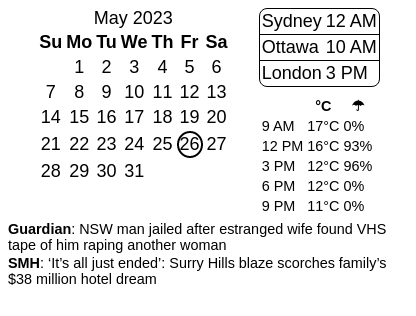 May 2023
Su Mo Tu We Th Fr Sa
1 2 3 4 5 6
7 8 9 10 11 12 13
14 15 16 17 18 19 20
21 22 23 24 25 26 27
28 29 30 31
Sydney 12 AM
Ottawa 10 AM
London 3 PM
°C ☂
9 AM 17°C 0%
12 PM 16°C 93%
3 PM 12°C 96%
6 PM 12°C 0%
9 PM 11°C 0%
Guardian: NSW man jailed after estranged wife found VHS
tape of him raping another woman
SMH: ‘It’s all just ended’: Surry Hills blaze scorches family’s
$38 million hotel dream